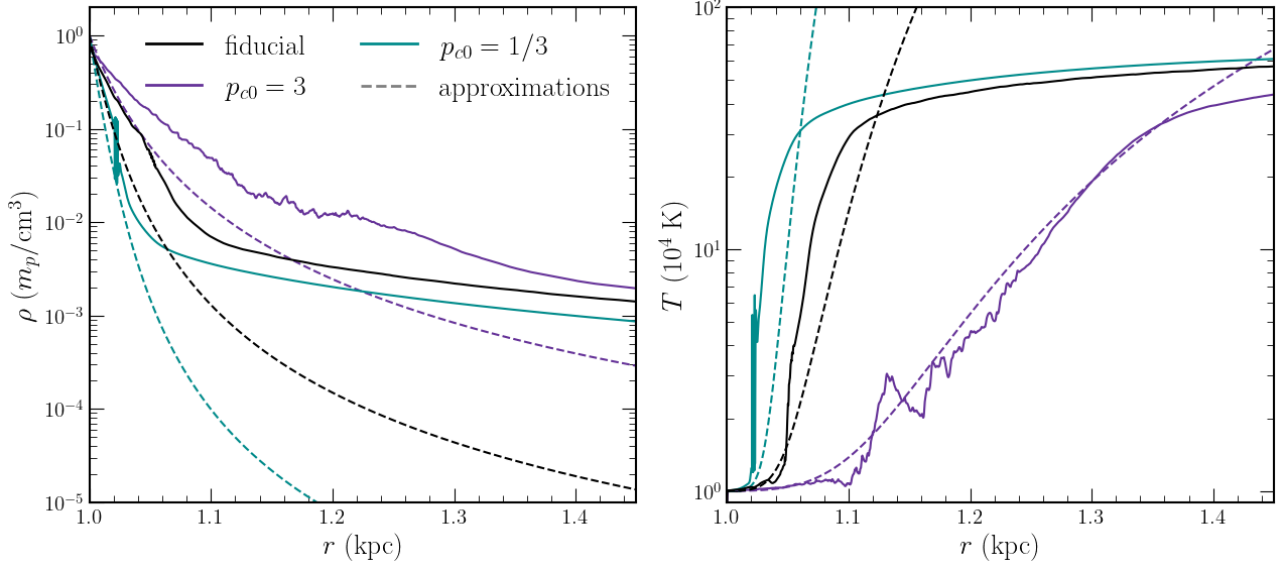 fiducial
p_{c0} = 1/3
p_{c0} = 3
approximations
10^0
10^{-1}
10^{-2}
10^{-3}
10^{-4}
10^{-5}
ρ (m_p/cm^3)
1.0
1.1
1.2
1.3
1.4
r (kpc)
10^2
10^1
10^0
T (10^4 K)
1.0
1.1
1.2
1.3
1.4
r (kpc)